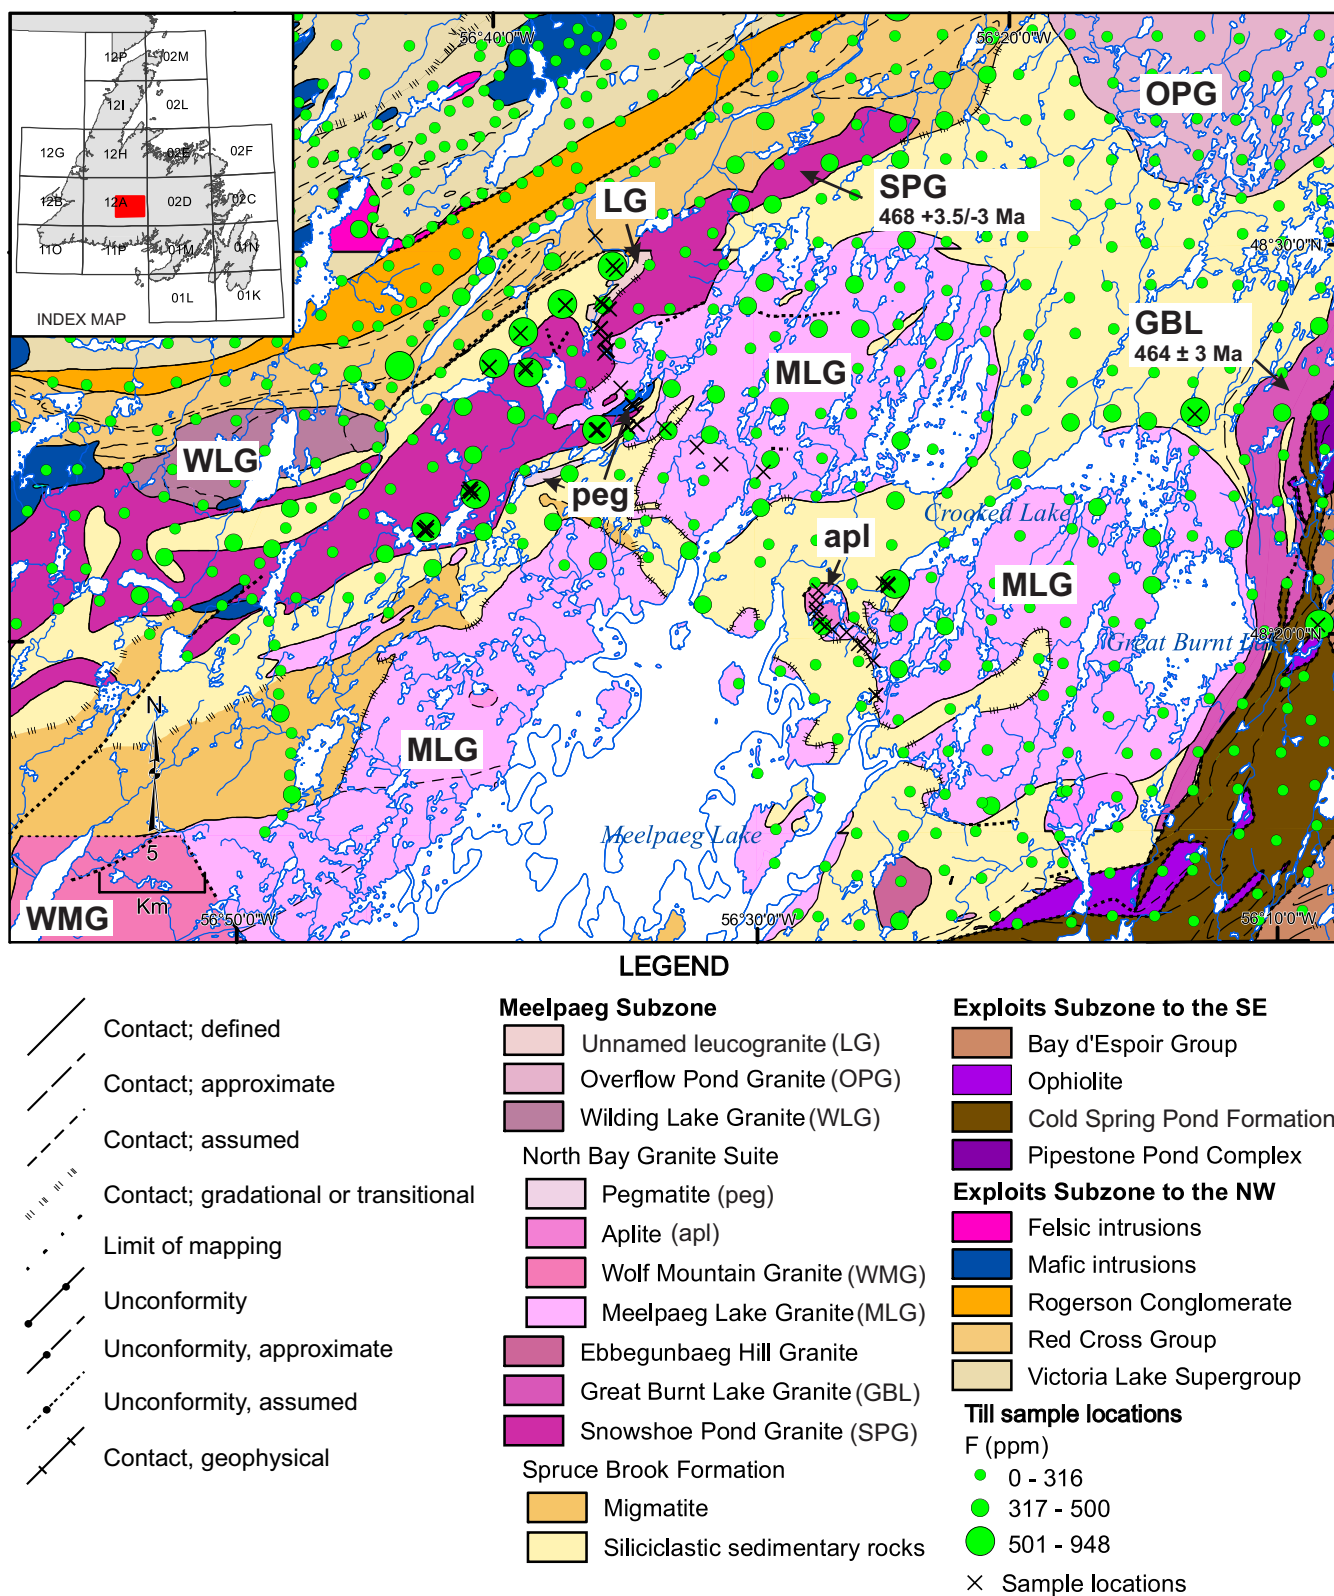 56°40'0"W
56°20'0"W
12P
02M
12I
02L
12G
12H
02E
02F
12B
12A
02D
02C
11O
11P
01M
01N
01L
01K
INDEX MAP
OPG
LG
SPG
468 +3.5/-3 Ma
48°30'0"N
GBL
464 ± 3 Ma
MLG
WLG
peg
Crooked Lake
apl
MLG
48°20'0"N
Great Burnt Lake
N
MLG
Meelpaeg Lake
5
Km
WMG
56°50'0"W
56°30'0"W
56°10'0"W
LEGEND
Contact; defined
Contact; approximate
Contact; assumed
Contact; gradational or transitional
Limit of mapping
Unconformity
Unconformity, approximate
Unconformity, assumed
Contact, geophysical
Meelpaeg Subzone
Unnamed leucogranite (LG)
Overflow Pond Granite (OPG)
Wilding Lake Granite (WLG)
North Bay Granite Suite
Pegmatite (peg)
Aplite (apl)
Wolf Mountain Granite (WMG)
Meelpaeg Lake Granite (MLG)
Ebbegunbaeg Hill Granite
Great Burnt Lake Granite (GBL)
Snowshoe Pond Granite (SPG)
Spruce Brook Formation
Migmatite
Siliciclastic sedimentary rocks
Exploits Subzone to the SE
Bay d'Espoir Group
Ophiolite
Cold Spring Pond Formation
Pipestone Pond Complex
Exploits Subzone to the NW
Felsic intrusions
Mafic intrusions
Rogerson Conglomerate
Red Cross Group
Victoria Lake Supergroup
Till sample locations
F (ppm)
0 - 316
317 - 500
501 - 948
Sample locations